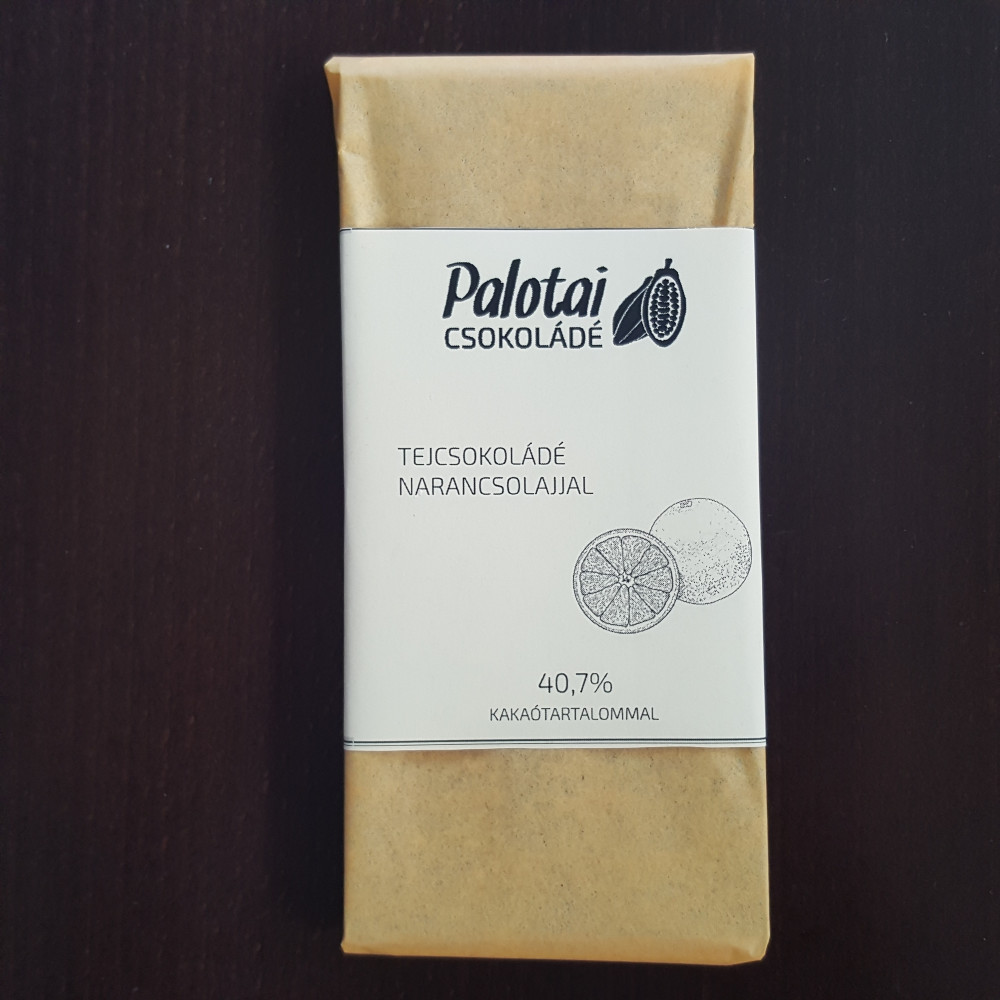 Palotai
CSOKOLÁDÉ
TEJCSOKOLÁDÉ
NARANCSOLAJJAL
40,7%
KAKAÓTARTALOMMAL